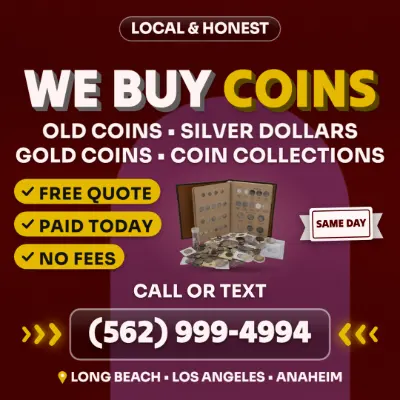 LOCAL & HONEST
WE BUY COINS
OLD COINS ▪ SILVER DOLLARS
GOLD COINS ▪ COIN COLLECTIONS
✓ FREE QUOTE
✓ PAID TODAY
✓ NO FEES
SAME DAY
CALL OR TEXT
(562) 999-4994
LONG BEACH ▪ LOS ANGELES ▪ ANAHEIM